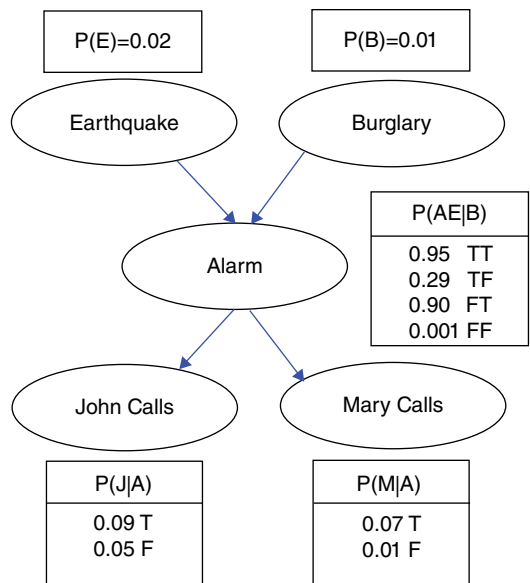 P(E)=0.02
P(B)=0.01
Earthquake
Burglary
P(AE|B)
0.95 TT
0.29 TF
0.90 FT
0.001 FF
Alarm
John Calls
Mary Calls
P(J|A)
0.09 T
0.05 F
P(M|A)
0.07 T
0.01 F